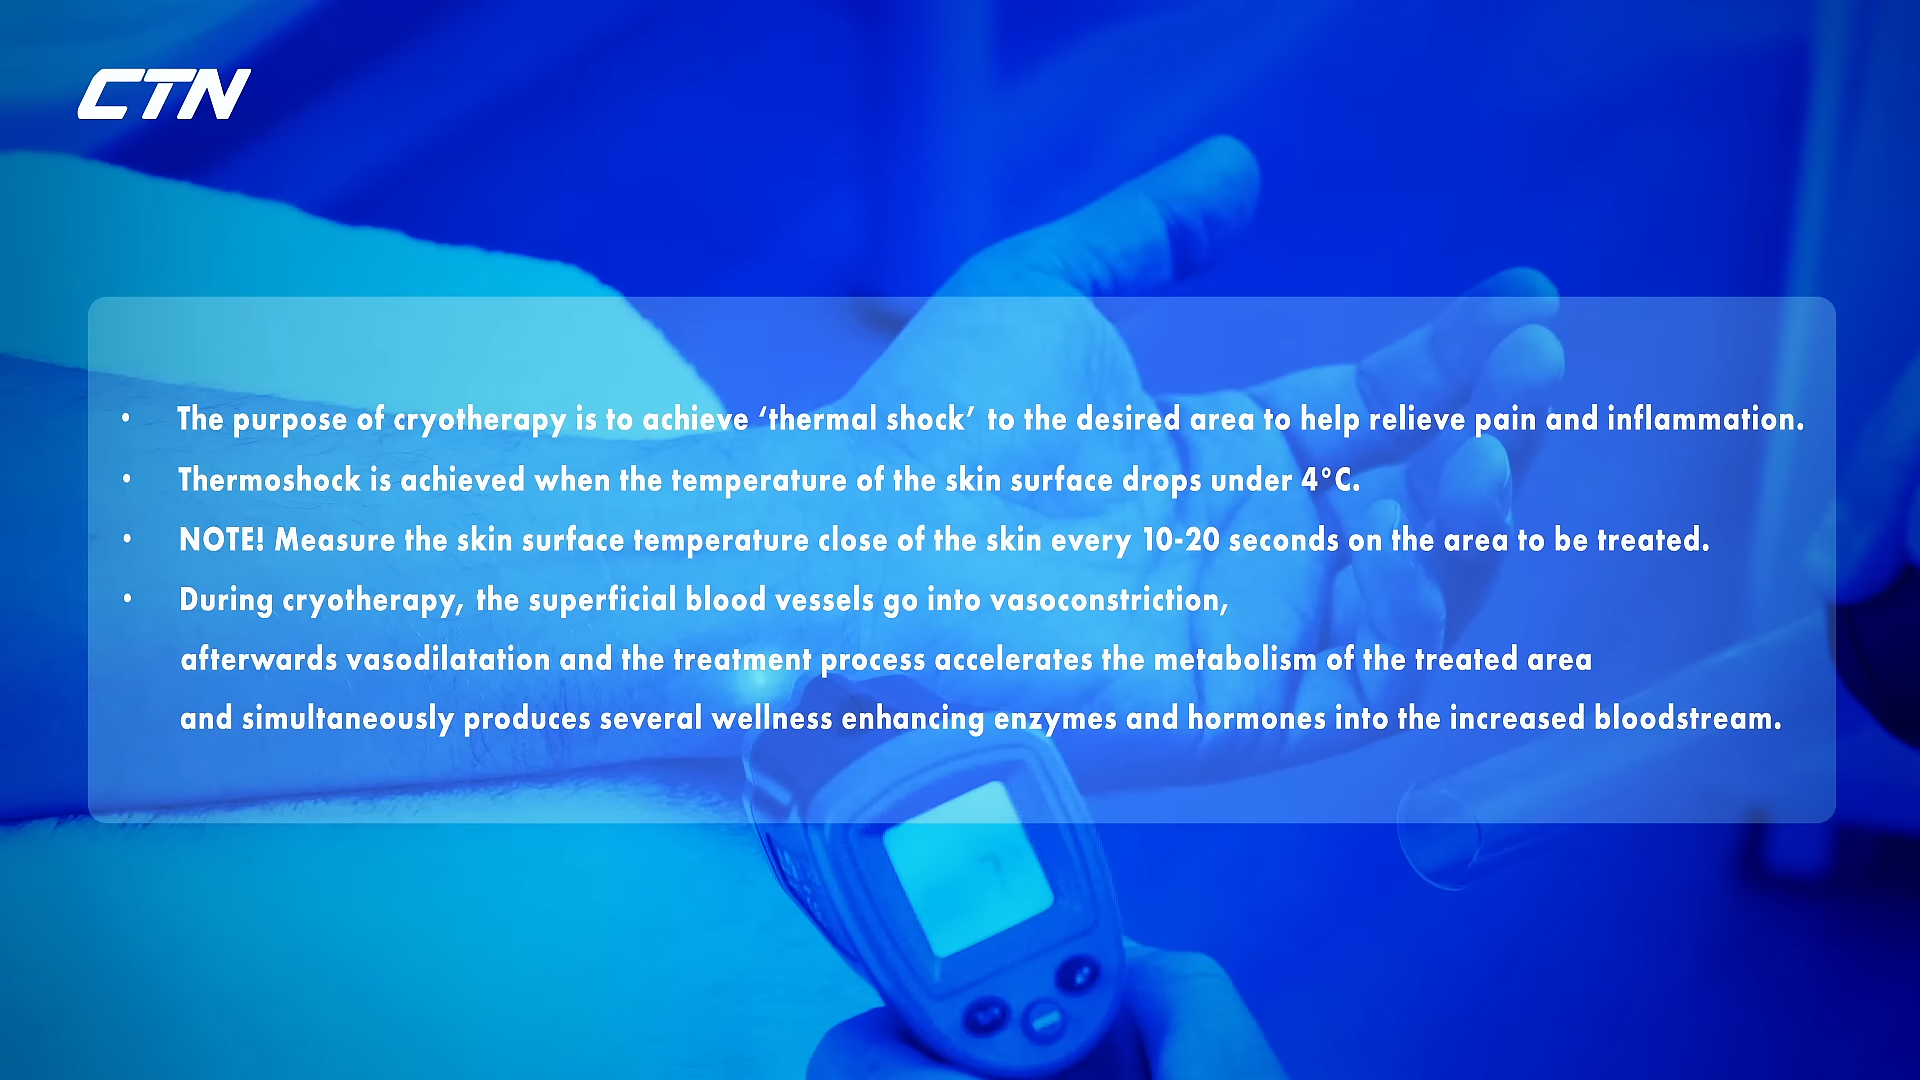 CTN
• The purpose of cryotherapy is to achieve ‘thermal shock’ to the desired area to help relieve pain and inflammation.
• Thermoshock is achieved when the temperature of the skin surface drops under 4°C.
• NOTE! Measure the skin surface temperature close of the skin every 10-20 seconds on the area to be treated.
• During cryotherapy, the superficial blood vessels go into vasoconstriction,
afterwards vasodilatation and the treatment process accelerates the metabolism of the treated area
and simultaneously produces several wellness enhancing enzymes and hormones into the increased bloodstream.